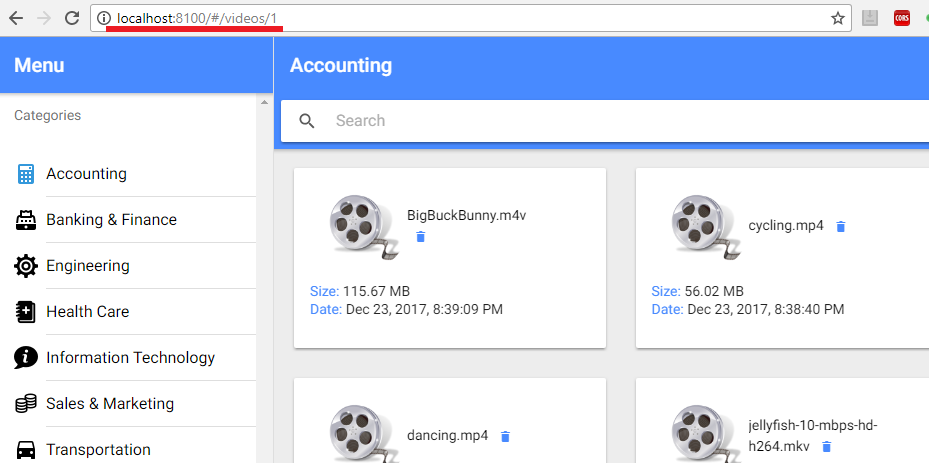 localhost:8100/#/videos/1
CORS
Menu
Accounting
Categories
Search
Accounting
Banking & Finance
Engineering
Health Care
Information Technology
Sales & Marketing
Transportation
BigBuckBunny.m4v
Size: 115.67 MB
Date: Dec 23, 2017, 8:39:09 PM
cycling.mp4
Size: 56.02 MB
Date: Dec 23, 2017, 8:38:40 PM
dancing.mp4
jellyfish-10-mbps-hd-
h264.mkv